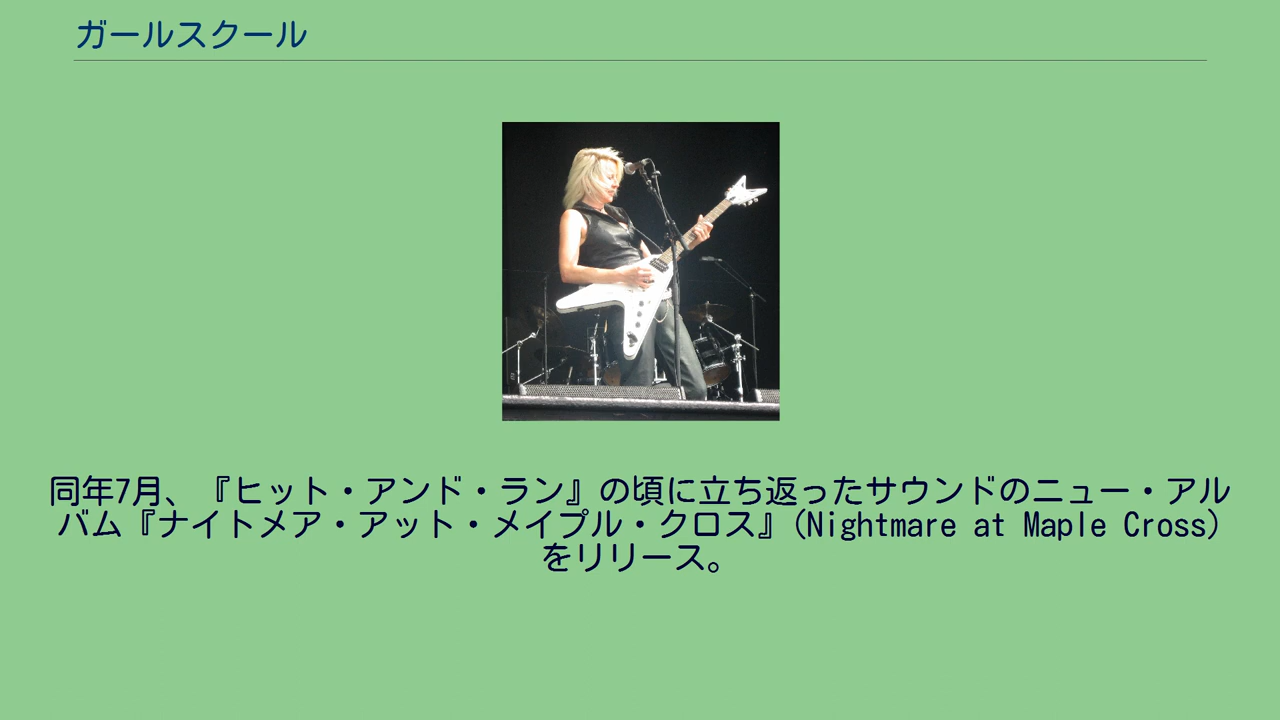 ガールスクール
同年7月、『ヒット・アンド・ラン』の頃に立ち返ったサウンドのニュー・アル
バム『ナイトメア・アット・メイプル・クロス』(Nightmare at Maple Cross)
をリリース。